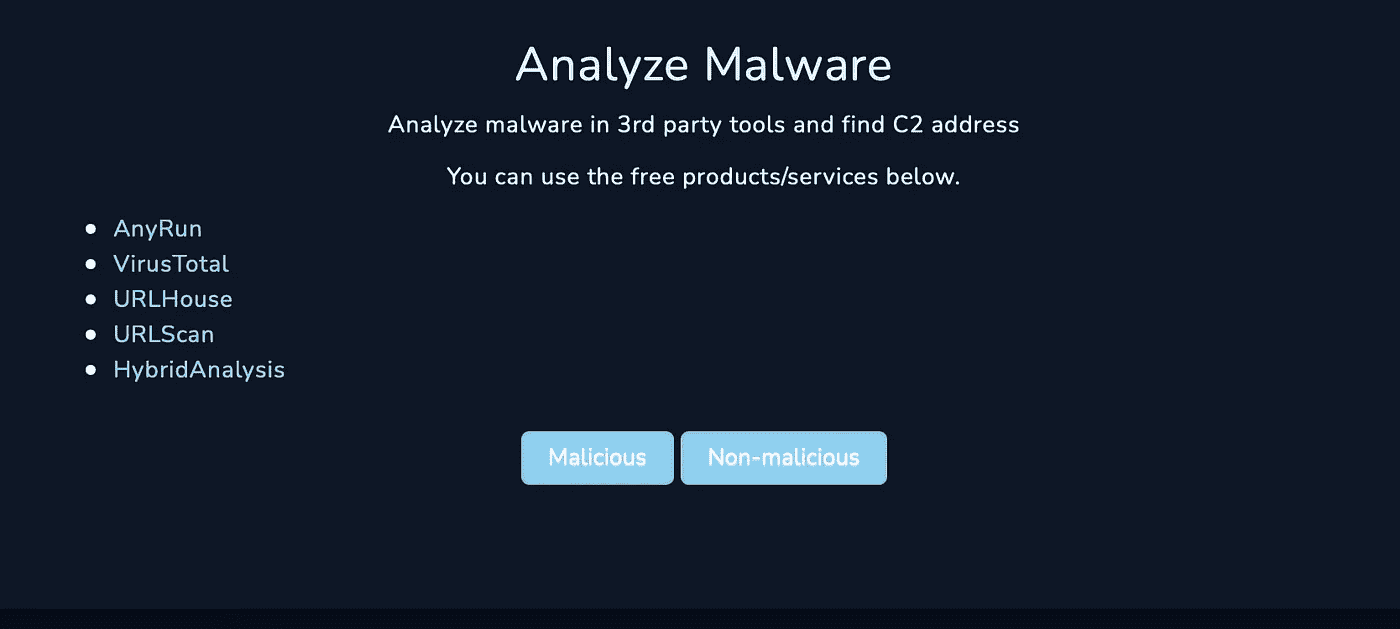 Analyze Malware
Analyze malware in 3rd party tools and find C2 address
You can use the free products/services below.
AnyRun
VirusTotal
URLHouse
URLScan
HybridAnalysis
Malicious Non-malicious